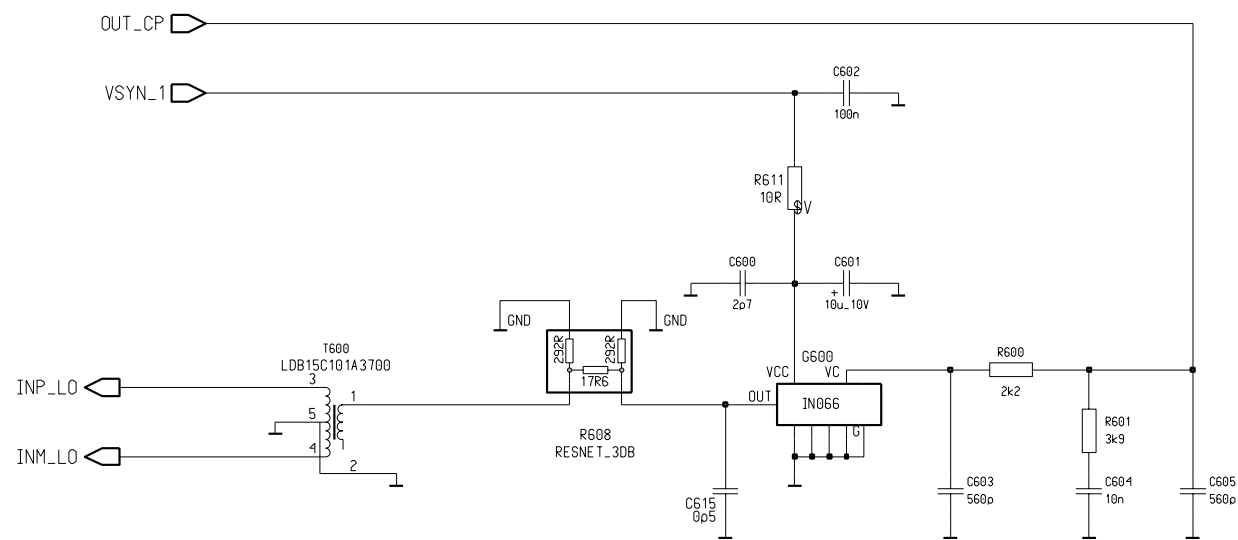 OUT_CP
VSYN_1
C602
100n
R611
10R
$V
C600
2p7
C601
+
10u_10V
GND
GND
292R
292R
17R6
R608
RESNET_3DB
T600
LDB15C101A3700
INP_LO
3
1
5
INM_LO
4
2
G600
VCC
VC
OUT
IN066
G
R600
2k2
R601
3k9
C615
0p5
C603
560p
C604
10n
C605
560p